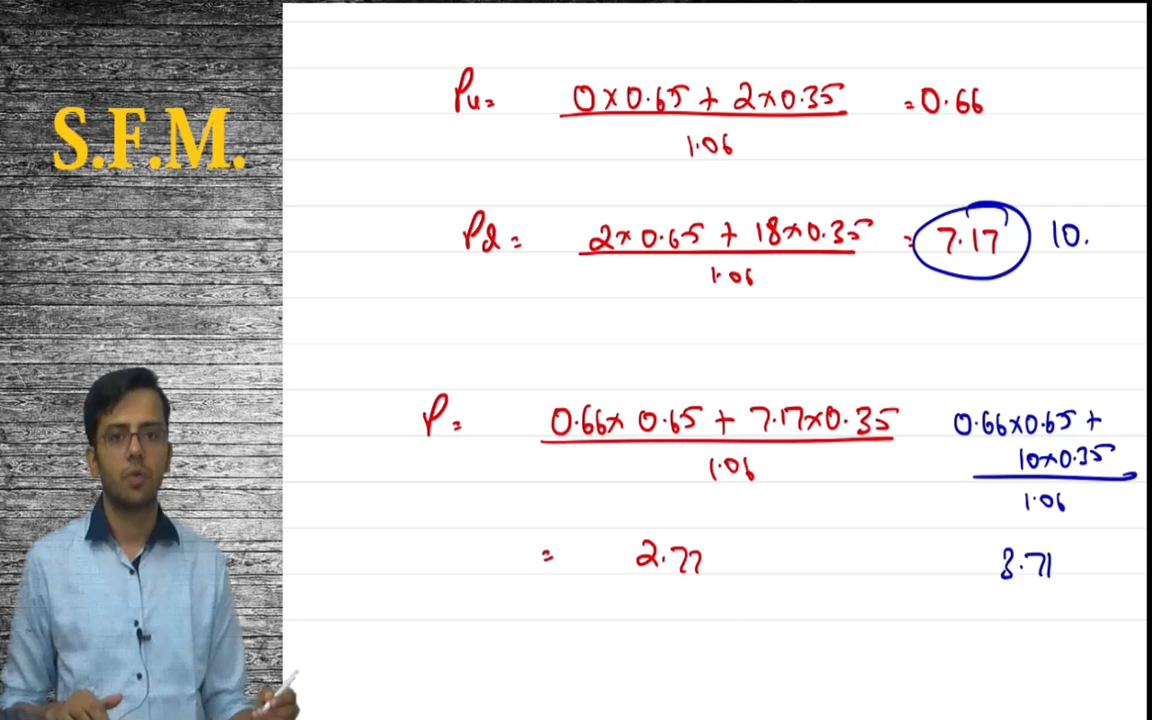 S.F.M.
Pu= 0×0.65 + 2×0.35 =0.66
1.06
Pd= 2×0.65 + 18×0.35 = 7.17 10.
1.06
P= 0.66× 0.65 + 7.17×0.35 0.66×0.65 +
10×0.35
1.06 1.06
= 2.77 3.71